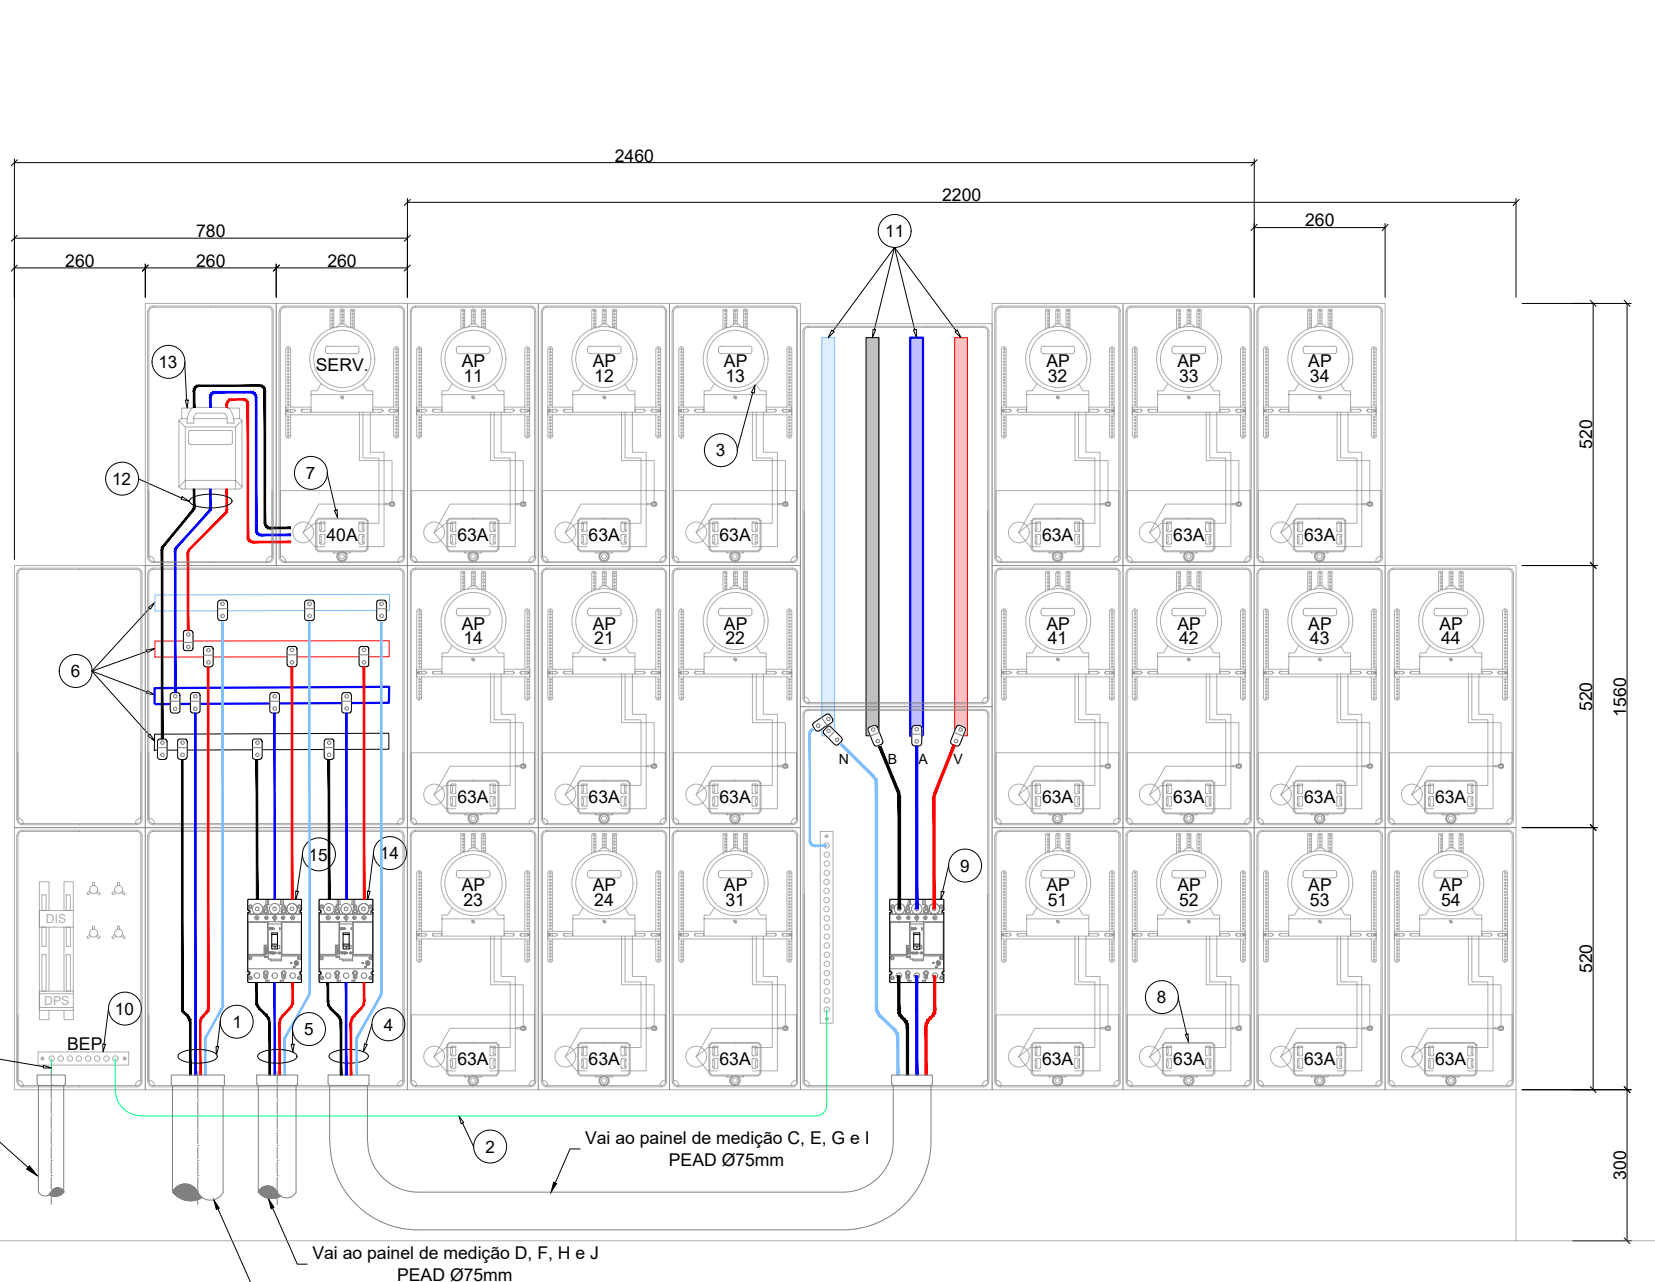 2460
2200
260
780
260
260
260
11
13
SERV.
AP
11
AP
12
AP
13
AP
32
AP
33
AP
34
3
12
7
520
40A
63A
63A
63A
63A
63A
63A
AP
14
AP
21
AP
22
AP
41
AP
42
AP
43
AP
44
6
520
1560
N
B
A
V
63A
63A
63A
63A
63A
63A
63A
15
14
9
AP
23
AP
24
AP
31
AP
51
AP
52
AP
53
AP
54
DIS
520
DPS
10
8
1
5
4
BEP
63A
63A
63A
63A
63A
63A
63A
2
Vai ao painel de medição C, E, G e I
PEAD Ø75mm
300
Vai ao painel de medição D, F, H e J
PEAD Ø75mm